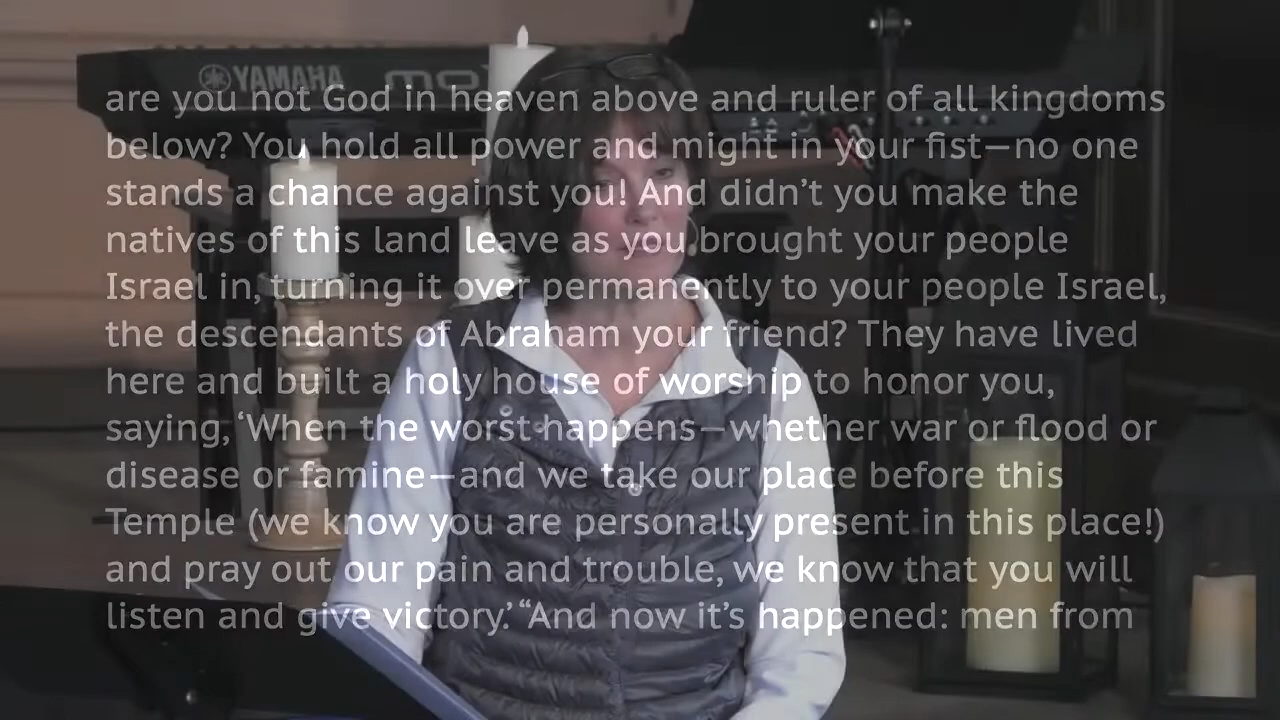 YAMAHA
are you not God in heaven above and ruler of all kingdoms
below? You hold all power and might in your fist—no one
stands a chance against you! And didn’t you make the
natives of this land leave as you brought your people
Israel in, turning it over permanently to your people Israel,
the descendants of Abraham your friend? They have lived
here and built a holy house of worship to honor you,
saying, ‘When the worst happens—whether war or flood or
disease or famine—and we take our place before this
Temple (we know you are personally present in this place!)
and pray out our pain and trouble, we know that you will
listen and give victory.’ “And now it’s happened: men from